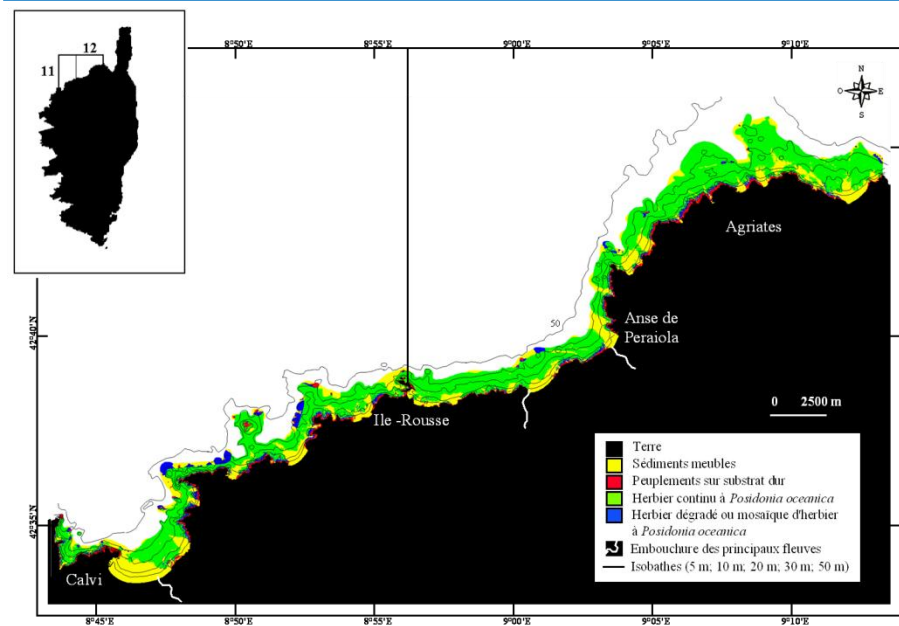 12
11
8°50'E
8°55'E
9°00'E
9°05'E
9°10'E
N
O
E
S
Agriates
50
Anse de
Peraiola
42°40'N
Ile -Rousse
0 2500 m
Terre
Sédiments meubles
Peuplements sur substrat dur
Herbier continu à Posidonia oceanica
Herbier dégradé ou mosaïque d'herbier
à Posidonia oceanica
Embouchure des principaux fleuves
Isobathes (5 m; 10 m; 20 m; 30 m; 50 m)
42°35'N
Calvi
8°45'E
8°50'E
8°55'E
9°00'E
9°05'E
9°10'E